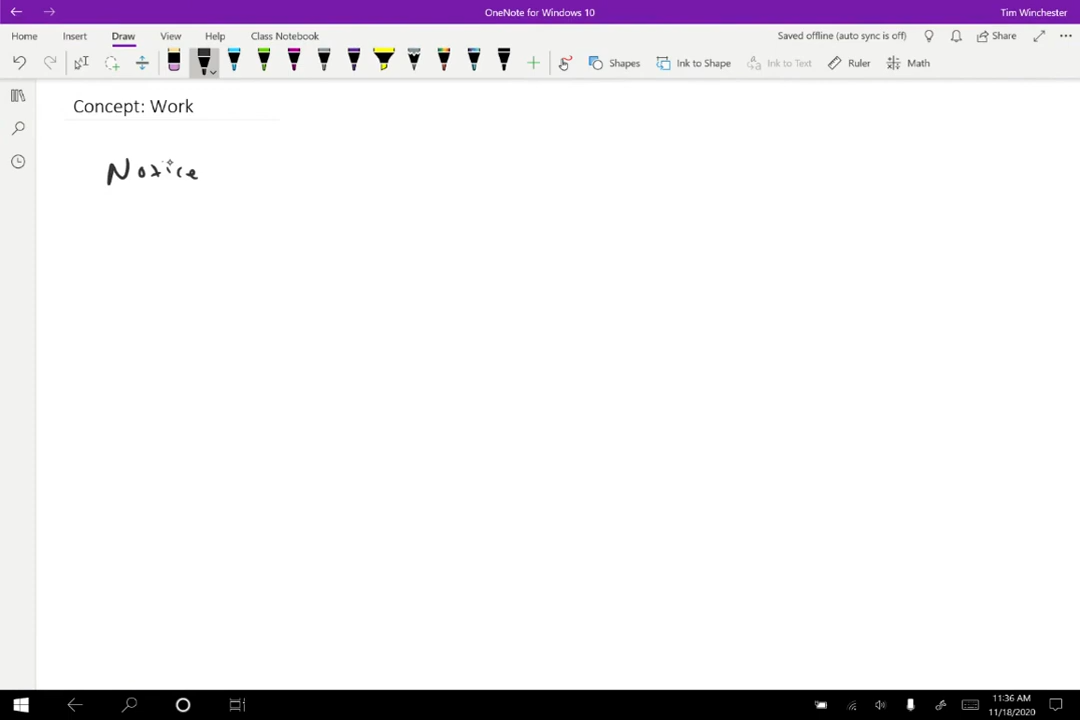 OneNote for Windows 10
Tim Winchester
Home Insert Draw View Help Class Notebook
Saved offline (auto sync is off) Share
Shapes Ink to Shape Ink to Text Ruler Math
Concept: Work
Notice
11:36 AM
11/18/2020